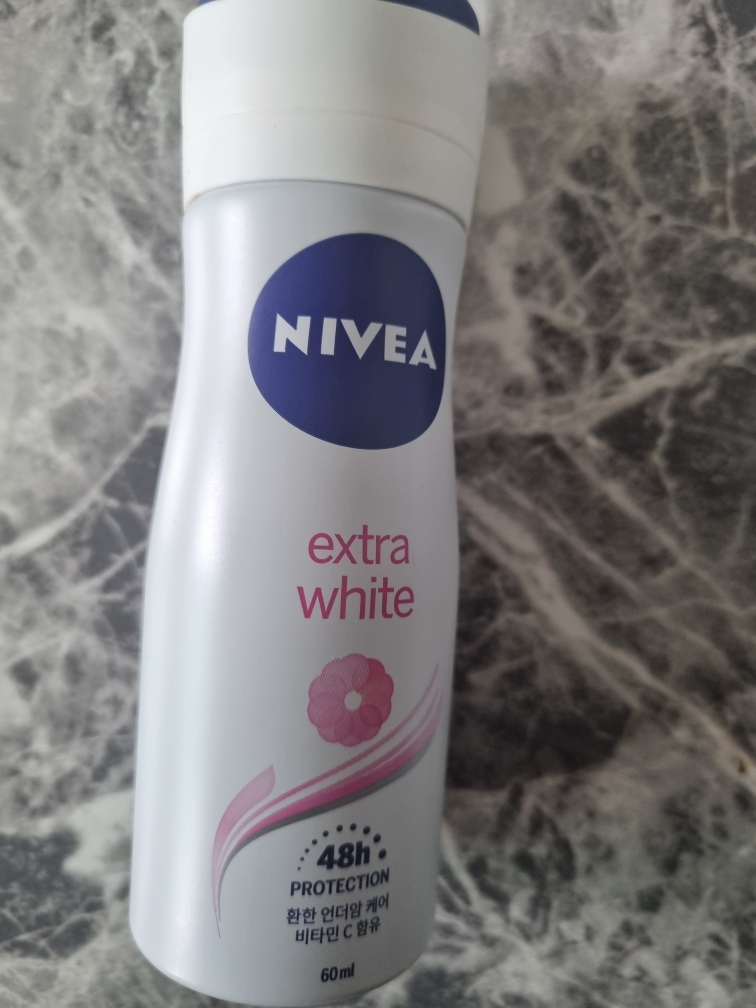 NIVEA
extra
white
48h
PROTECTION
환한 언더암 케어
비타민 C 함유
60ml